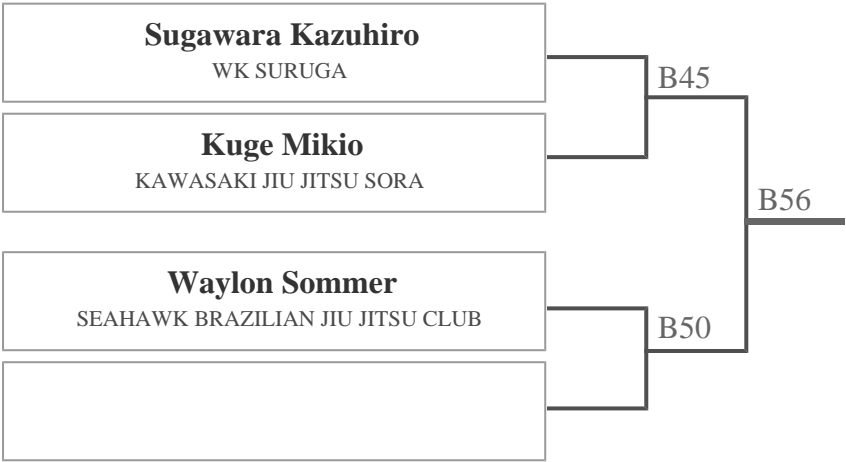 Sugawara Kazuhiro
WK SURUGA
B45
Kuge Mikio
KAWASAKI JIU JITSU SORA
B56
Waylon Sommer
SEAHAWK BRAZILIAN JIU JITSU CLUB
B50